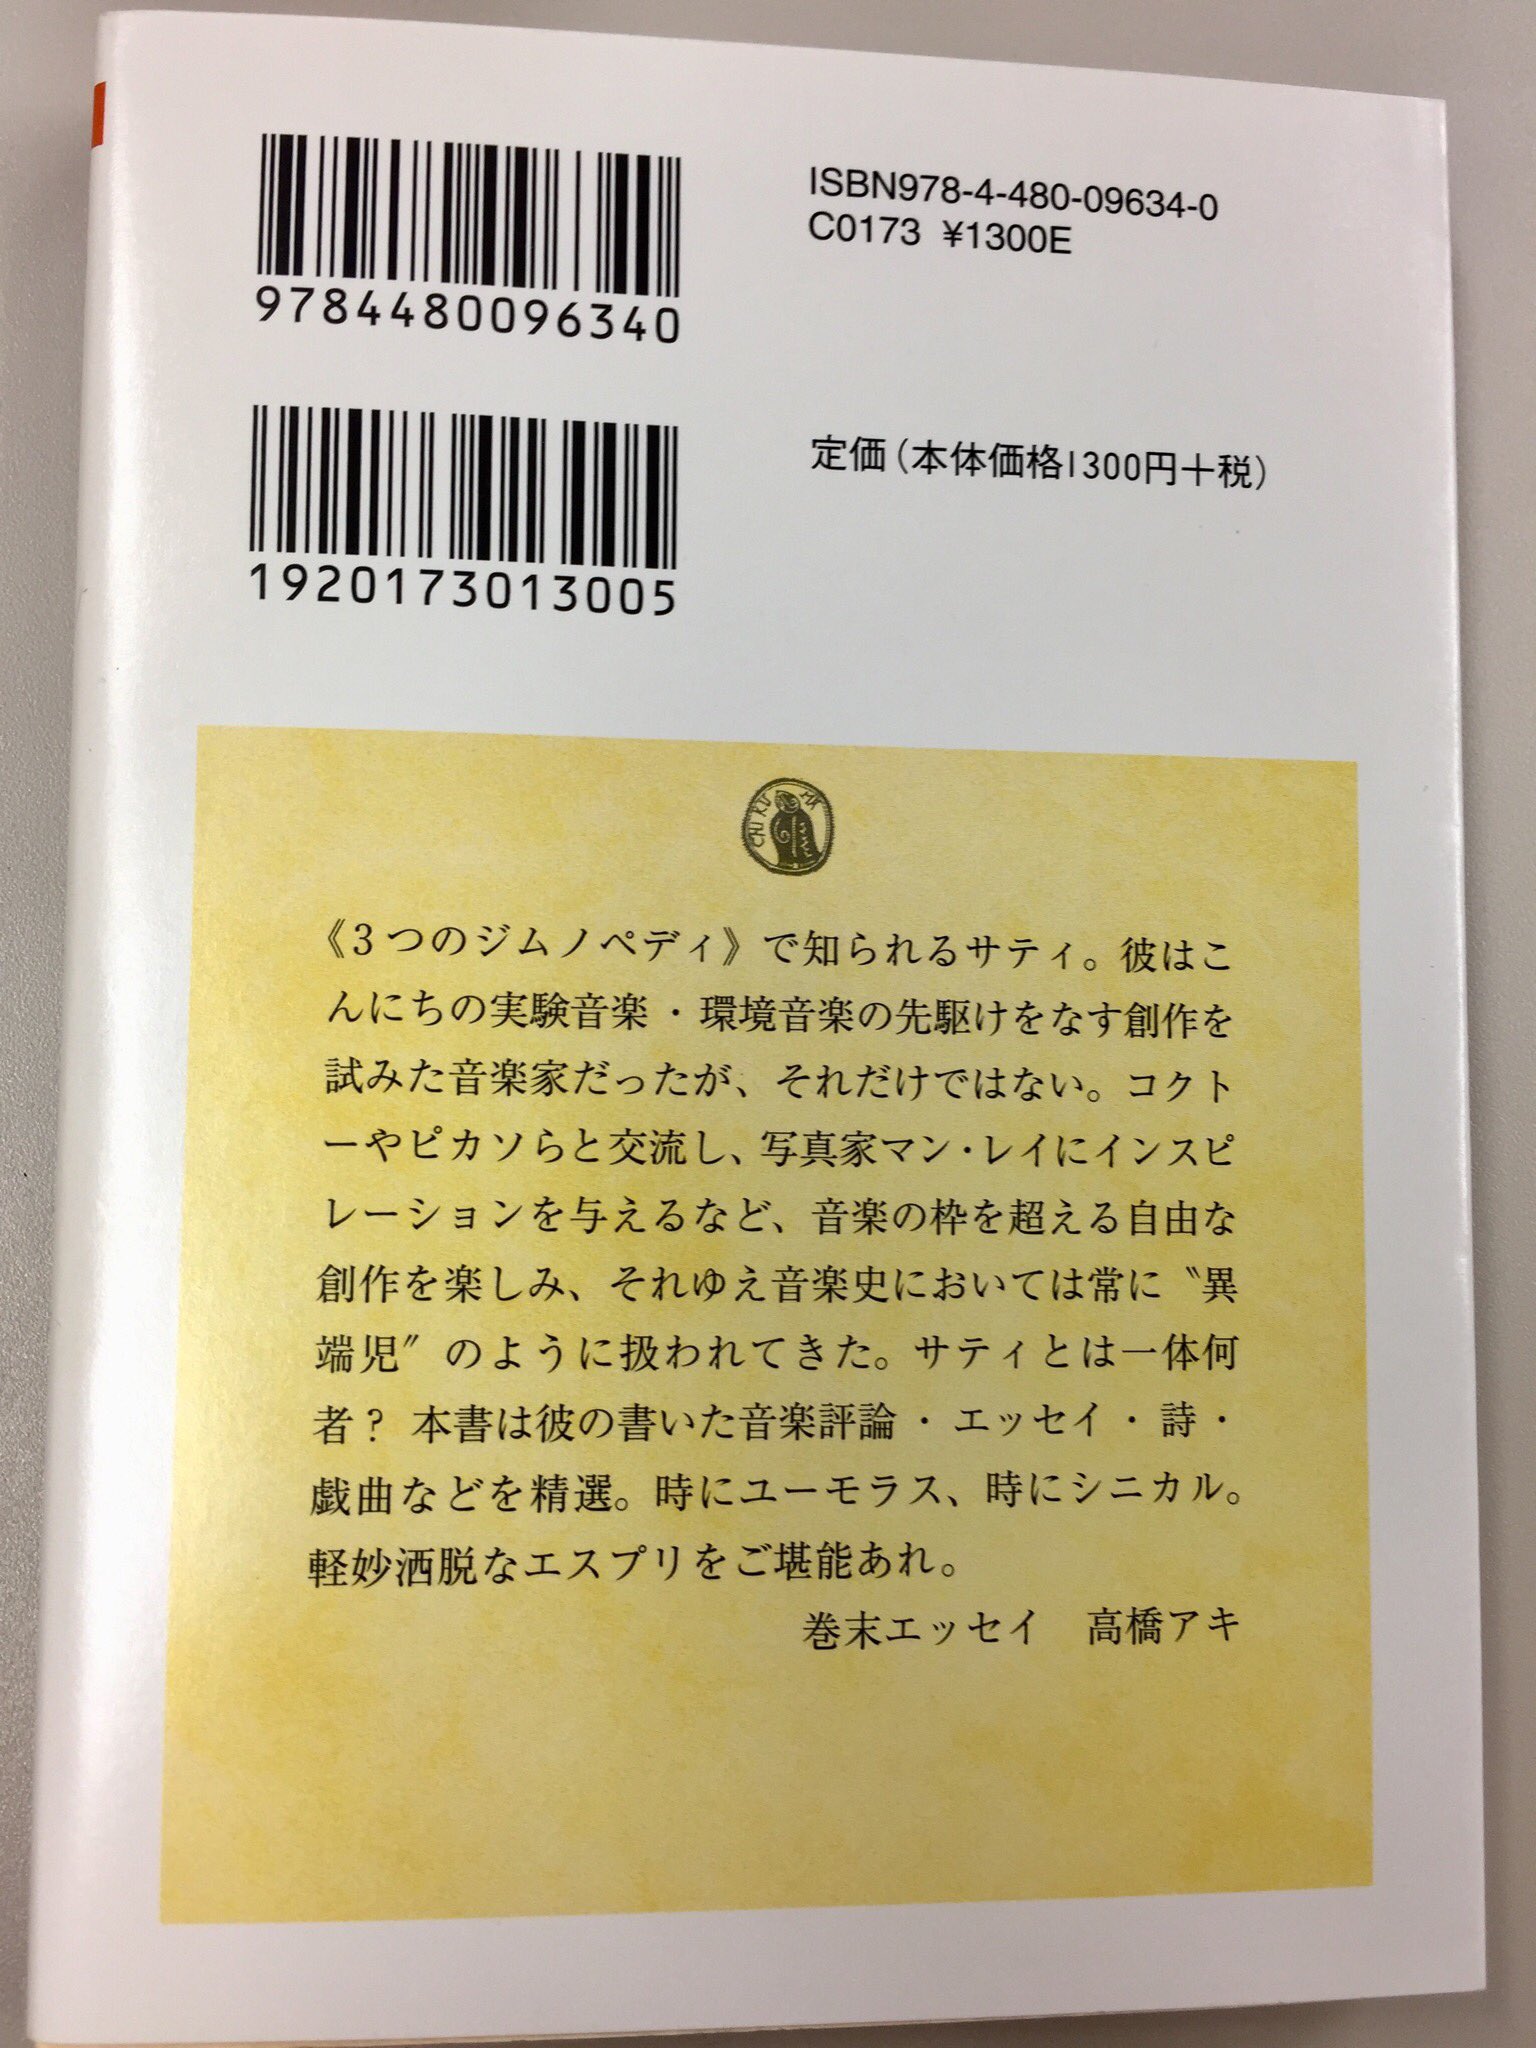 9784480096340
ISBN978-4-480-09634-0
C0173 ¥1300E
1920173013005
定価(本体価格1300円+税)
CHIKUMA
《3つのジムノペディ》で知られるサティ。彼はこ
んにちの実験音楽・環境音楽の先駆けをなす創作を
試みた音楽家だったが、それだけではない。コクト
ーやピカソらと交流し、写真家マン・レイにインスピ
レーションを与えるなど、音楽の枠を超える自由な
創作を楽しみ、それゆえ音楽史においては常に〝異
端児〟のように扱われてきた。サティとは一体何
者? 本書は彼の書いた音楽評論・エッセイ・詩・
戯曲などを精選。時にユーモラス、時にシニカル。
軽妙洒脱なエスプリをご堪能あれ。
巻末エッセイ　高橋アキ